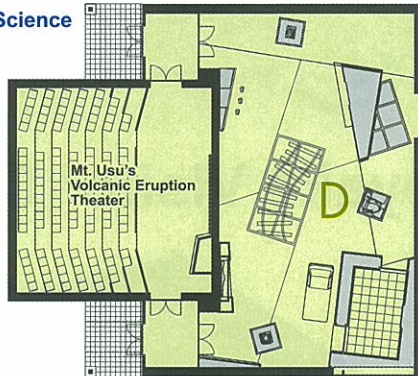 Science
Mt. Usu's
Volcanic Eruption
Theater
D